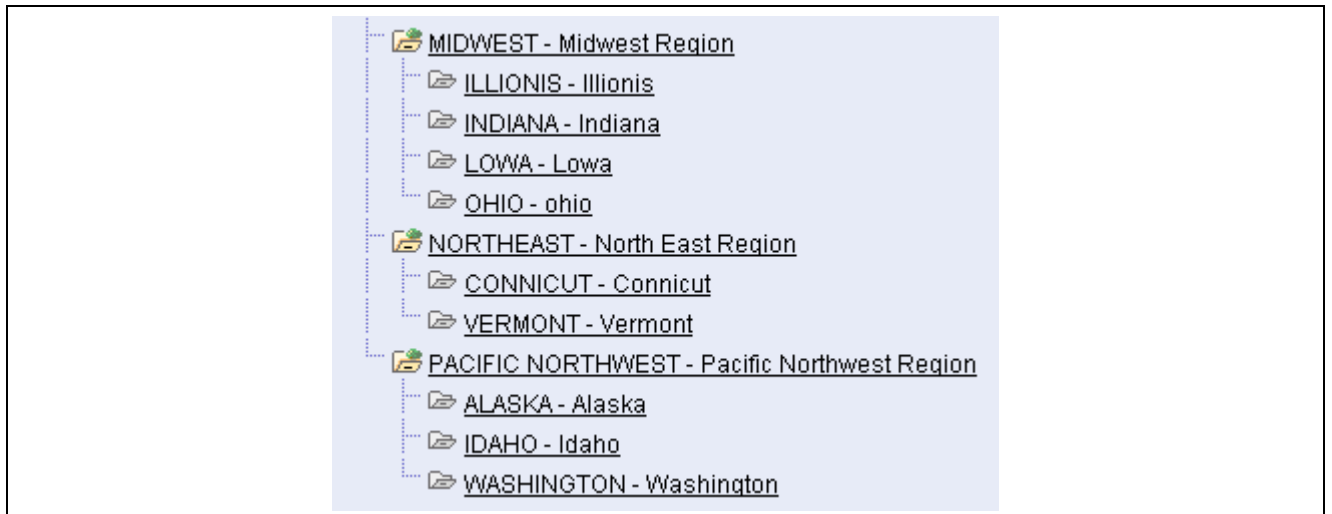 MIDWEST - Midwest Region
ILLIONIS - Illionis
INDIANA - Indiana
LOWA - Lowa
OHIO - ohio
NORTHEAST - North East Region
CONNICUT - Connicut
VERMONT - Vermont
PACIFIC NORTHWEST - Pacific Northwest Region
ALASKA - Alaska
IDAHO - Idaho
WASHINGTON - Washington